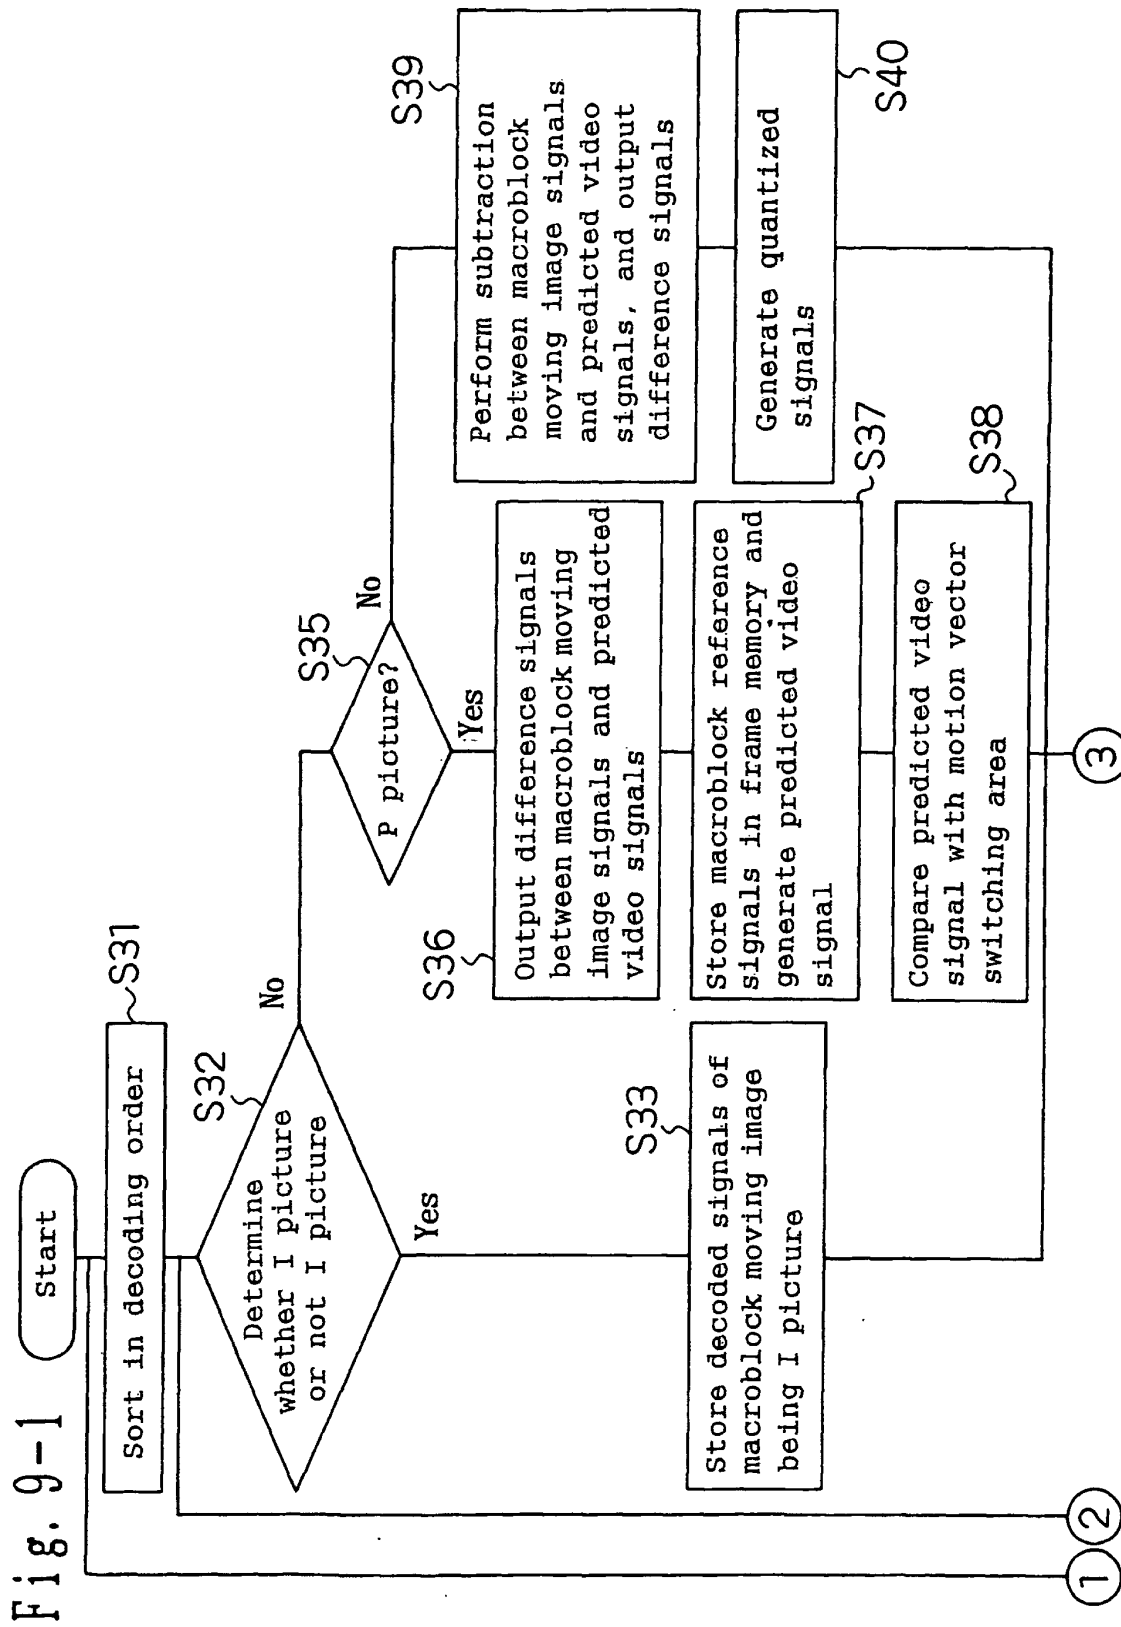 Fig. 9-1
Start
Sort in decoding order
S31
Determine
whether I picture
or not I picture
S32
No
Yes
Store decoded signals of
macroblock moving image
being I picture
S33
P picture?
S35
No
Yes
Output difference signals
between macroblock moving
image signals and predicted
video signals
S36
Store macroblock reference
signals in frame memory and
generate predicted video
signal
S37
Compare predicted video
signal with motion vector
switching area
S38
Perform subtraction
between macroblock
moving image signals
and predicted video
signals, and output
difference signals
S39
Generate quantized
signals
S40
1
2
3